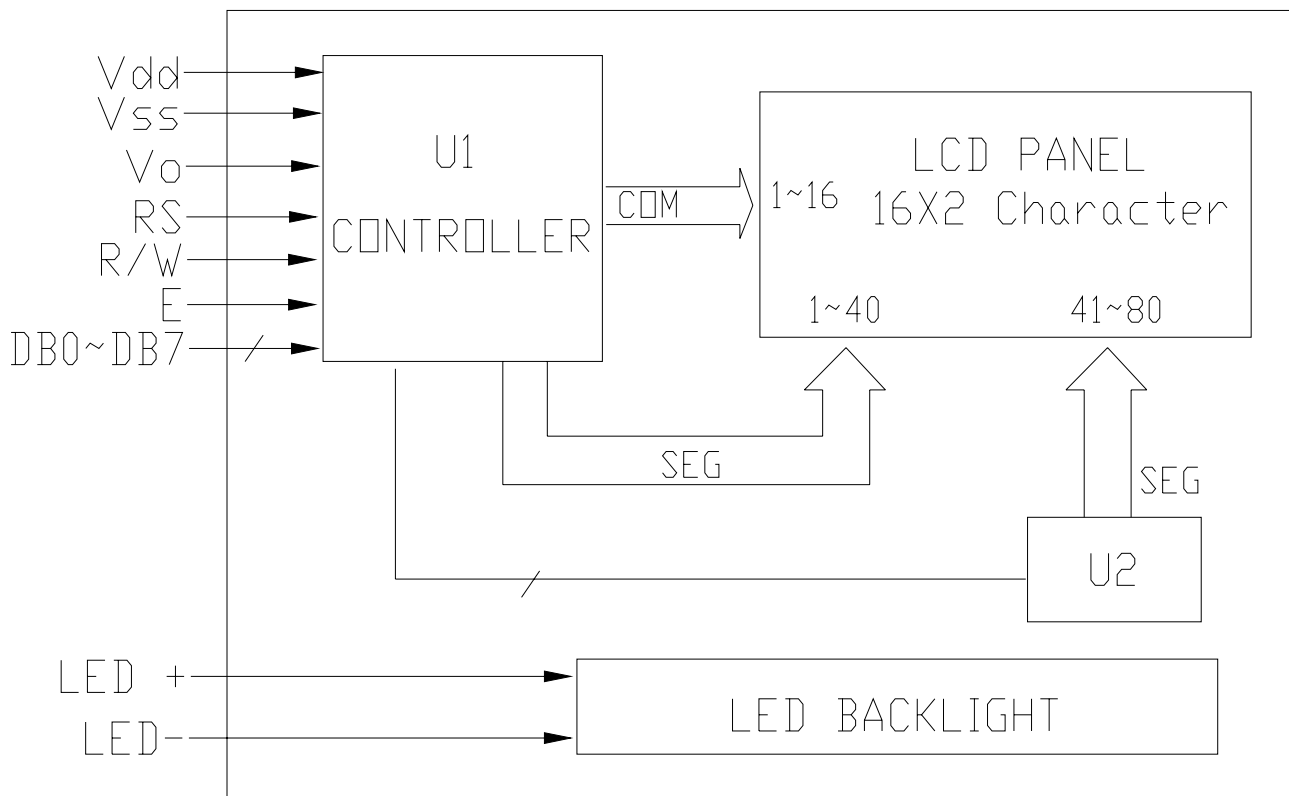 Vdd
Vss
Vo
RS
R/W
E
DB0~DB7
U1
CONTROLLER
COM
LCD PANEL
1~16
16X2 Character
1~40
41~80
SEG
SEG
U2
LED +
LED-
LED BACKLIGHT